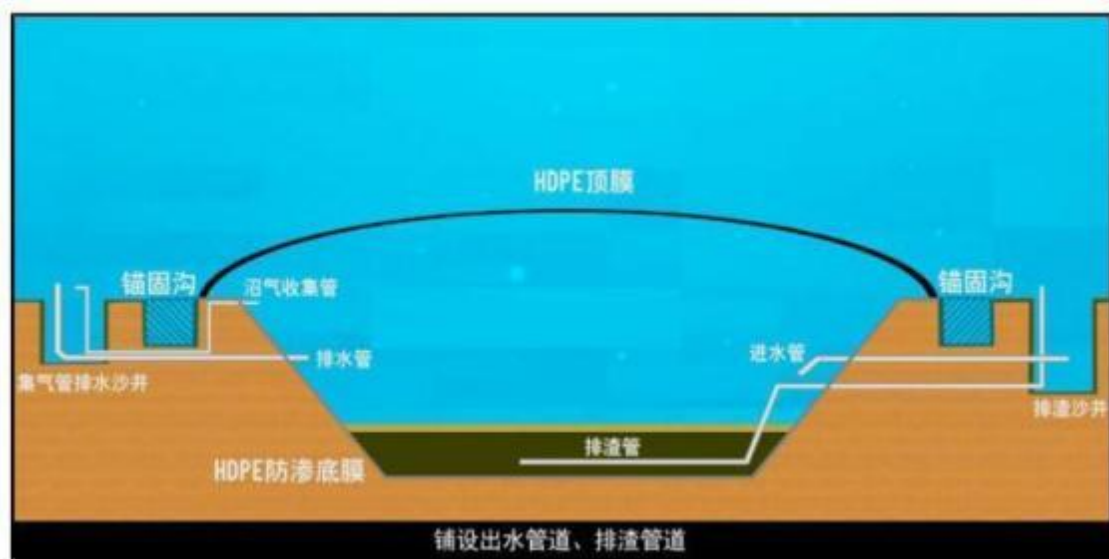 HDPE顶膜
锚固沟
沼气收集管
锚固沟
排水管
进水管
集气管排水沙井
排渣沙井
排渣管
HDPE防渗底膜
铺设出水管道、排渣管道